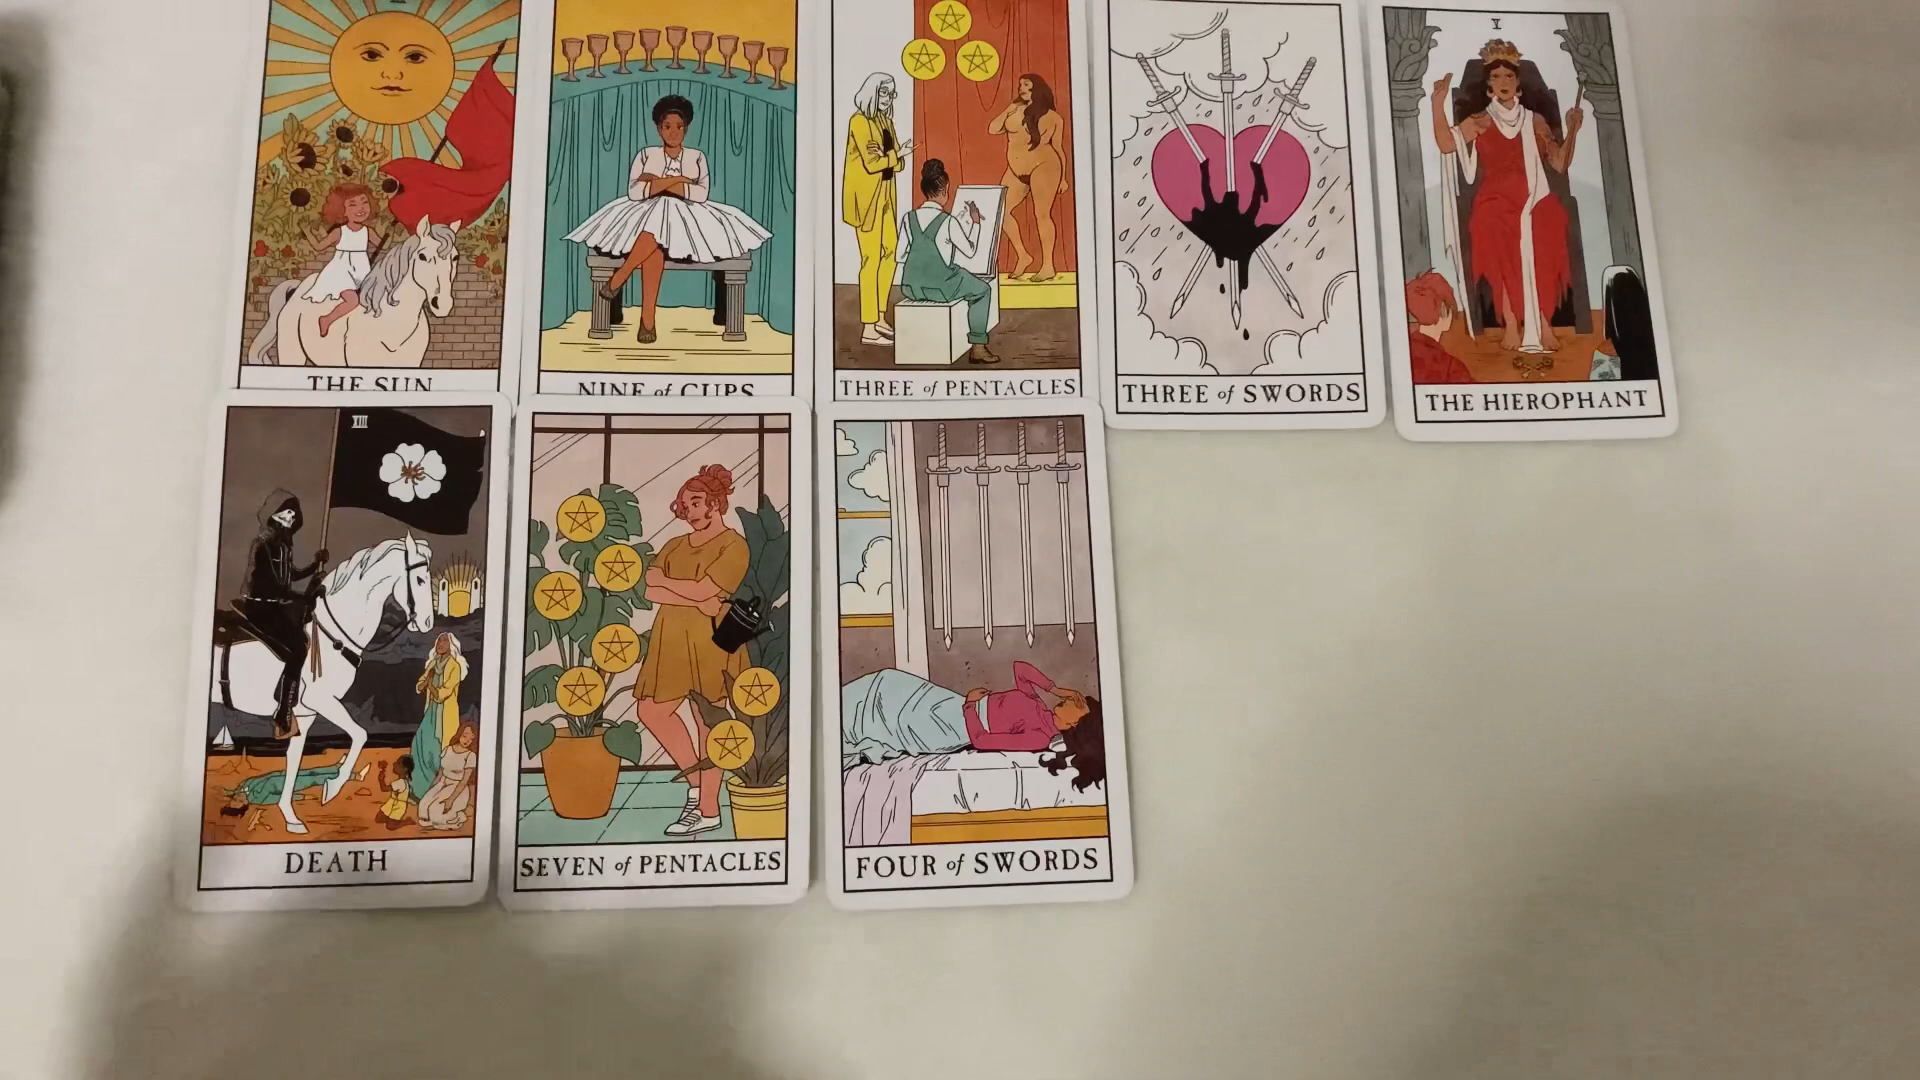 THE SUN
NINE of CUPS
THREE of PENTACLES
THREE of SWORDS
V
THE HIEROPHANT
XIII
DEATH
SEVEN of PENTACLES
FOUR of SWORDS